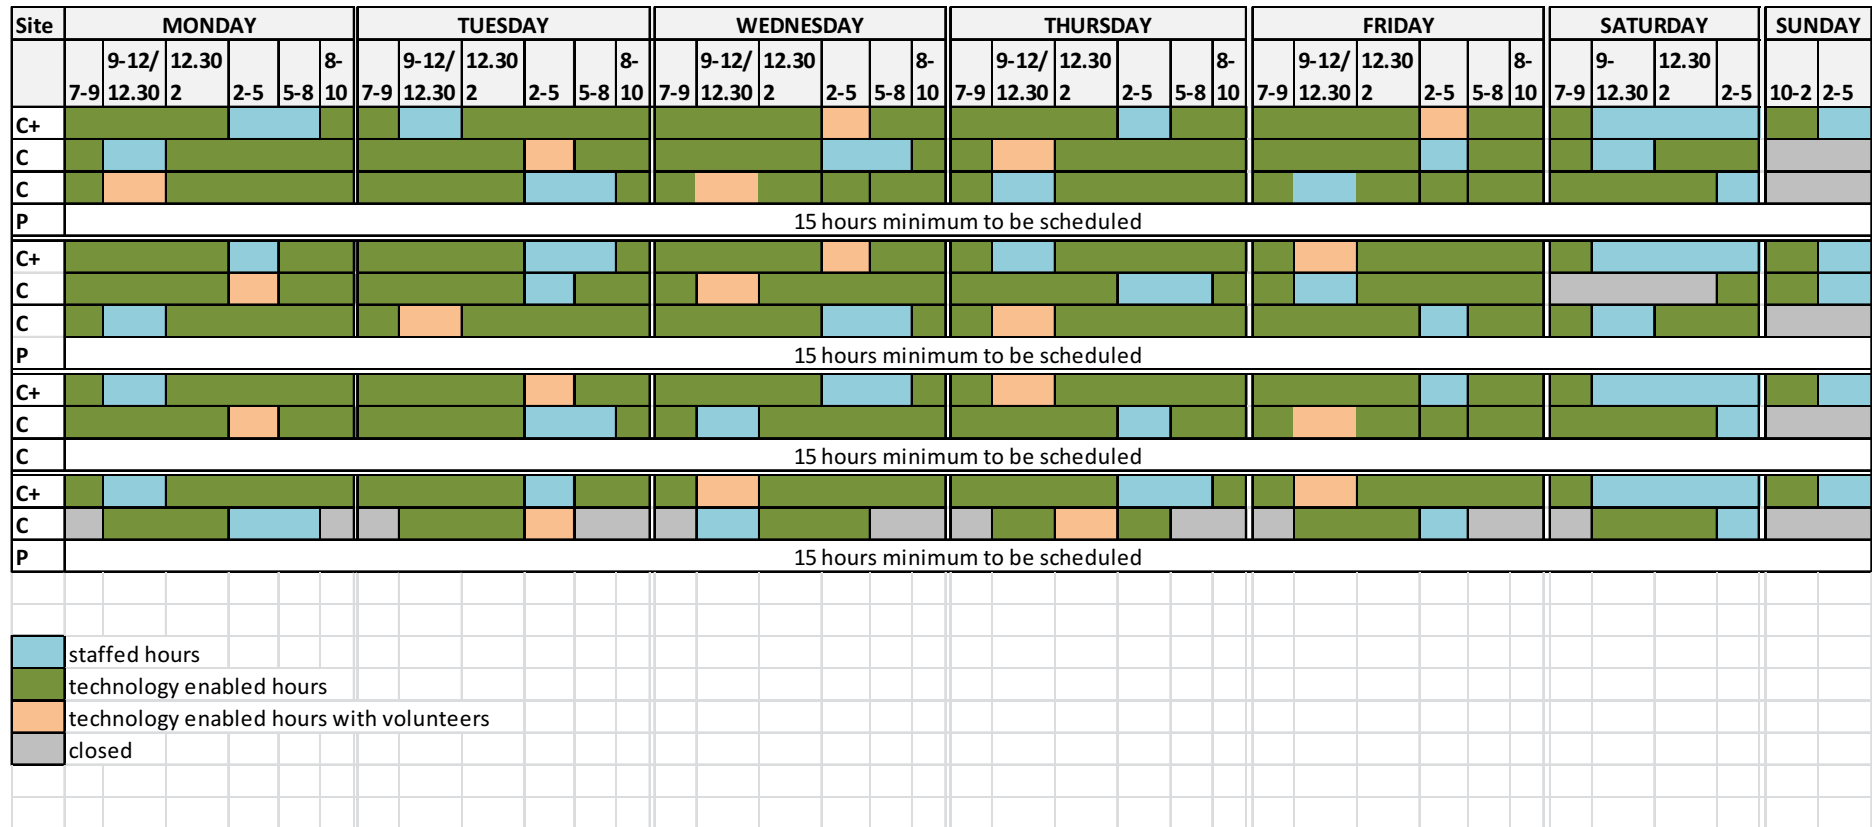 Site MONDAY TUESDAY WEDNESDAY THURSDAY FRIDAY SATURDAY SUNDAY
9-12/ 12.30 8- 9-12/ 12.30 8- 9-12/ 12.30 8- 9-12/ 12.30 8- 9-12/ 12.30 8- 9- 12.30
7-9 12.30 2 2-5 5-8 10 7-9 12.30 2 2-5 5-8 10 7-9 12.30 2 2-5 5-8 10 7-9 12.30 2 2-5 5-8 10 7-9 12.30 2 2-5 5-8 10 7-9 12.30 2 2-5 10-2 2-5
C+
C
C
P 15 hours minimum to be scheduled
C+
C
C
P 15 hours minimum to be scheduled
C+
C
C 15 hours minimum to be scheduled
C+
C
P 15 hours minimum to be scheduled
staffed hours
technology enabled hours
technology enabled hours with volunteers
closed